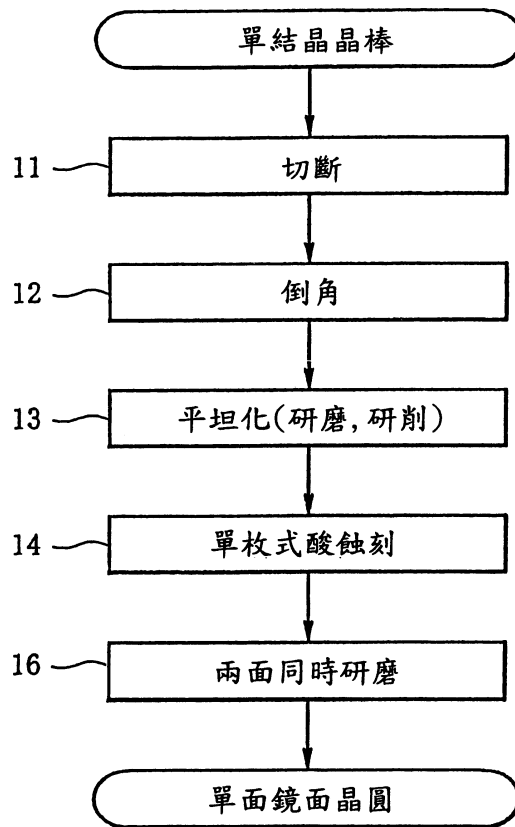 單結晶晶棒
11 切斷
12 倒角
13 平坦化(研磨,研削)
14 單枚式酸蝕刻
16 兩面同時研磨
單面鏡面晶圓